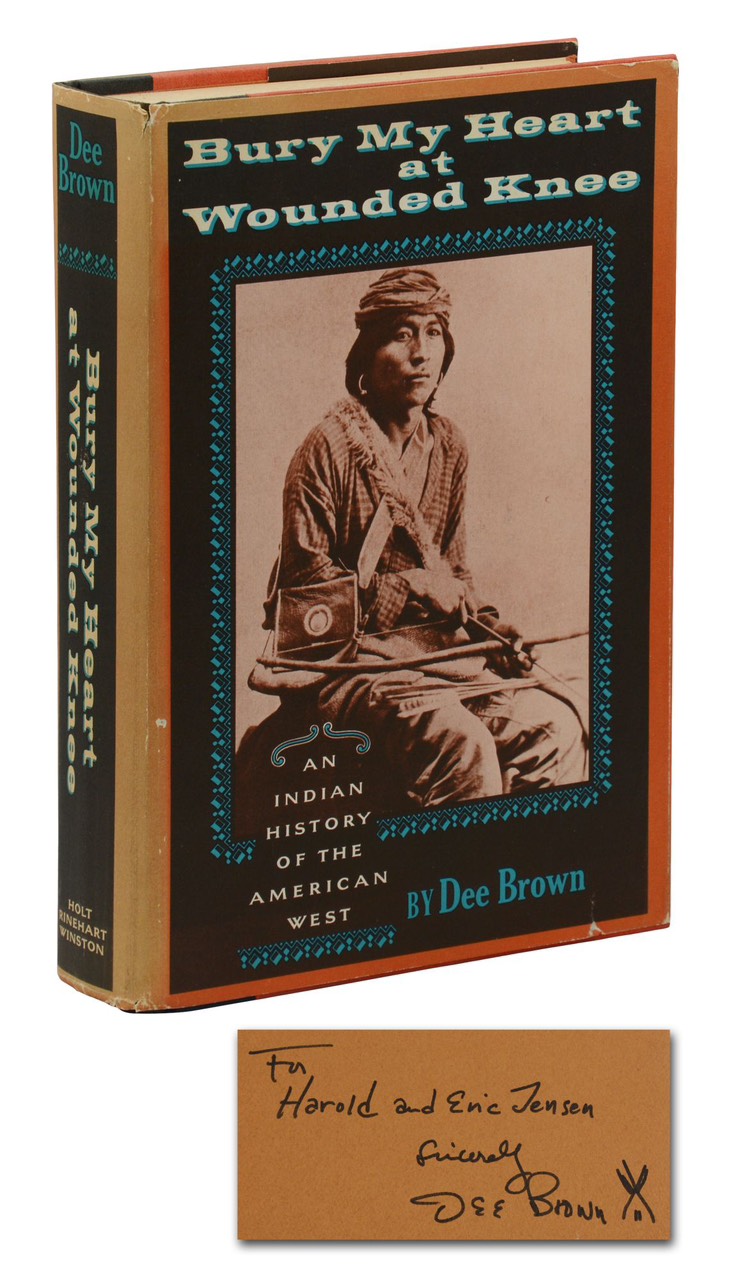 Dee
Brown
Bury My Heart
at Wounded Knee
HOLT
RINEHART
WINSTON
Bury My Heart
at
Wounded Knee
AN
INDIAN
HISTORY
OF THE
AMERICAN
WEST
BY Dee Brown
For
Harold and Eric Jensen
Sincerely
DEE BROWN